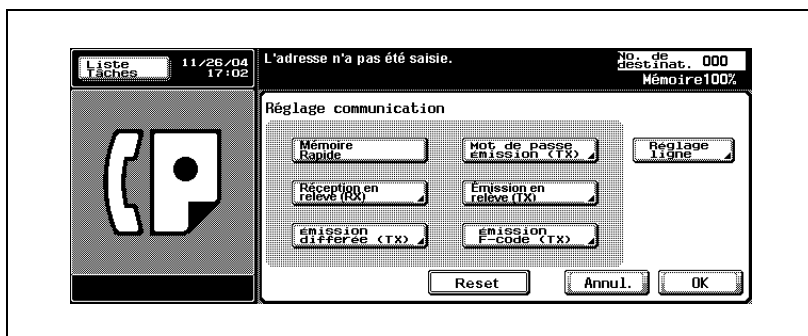 Liste
Tâches
11/26/04
17:02
L'adresse n'a pas été saisie.
No. de
destinat. 000
Mémoire100%
Réglage communication
Mémoire
Rapide
Mot de passe
émission (TX)
Réglage
ligne
Réception en
relève (RX)
Émission en
relève (TX)
émission
différée (TX)
émission
F-code (TX)
Reset
Annul.
OK